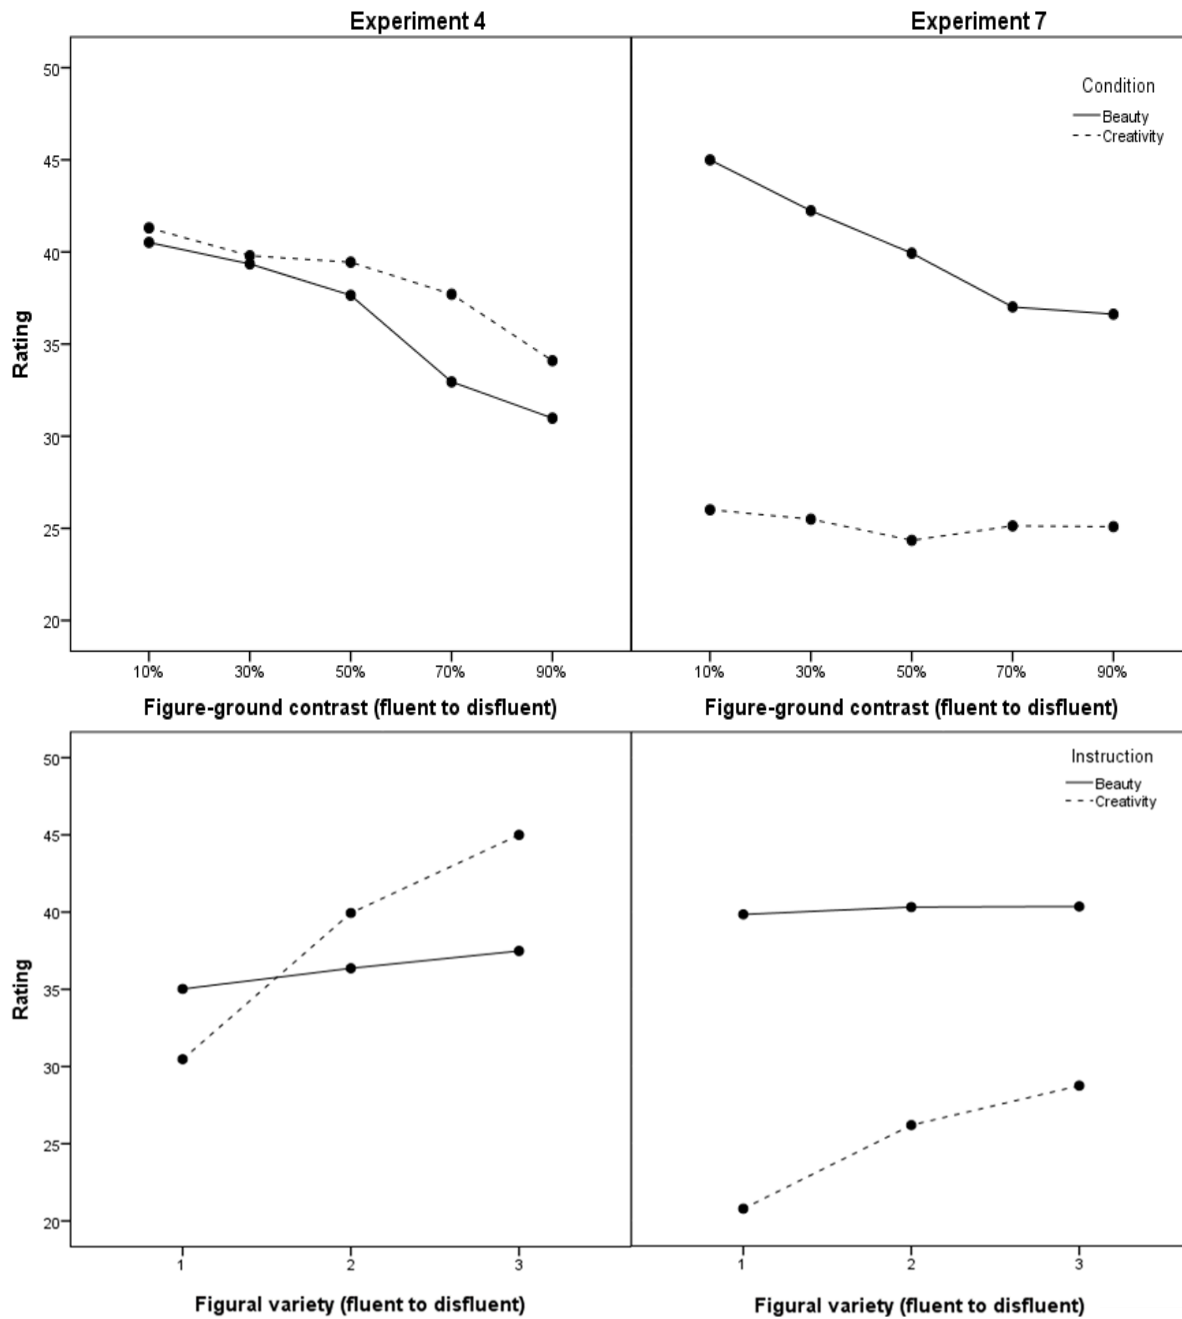 Experiment 4
Experiment 7
Rating
50
45
40
35
30
25
20
10% 30% 50% 70% 90%
Figure-ground contrast (fluent to disfluent)
Condition
Beauty
Creativity
10% 30% 50% 70% 90%
Figure-ground contrast (fluent to disfluent)
Rating
50
45
40
35
30
25
20
1 2 3
Figural variety (fluent to disfluent)
Instruction
Beauty
Creativity
1 2 3
Figural variety (fluent to disfluent)